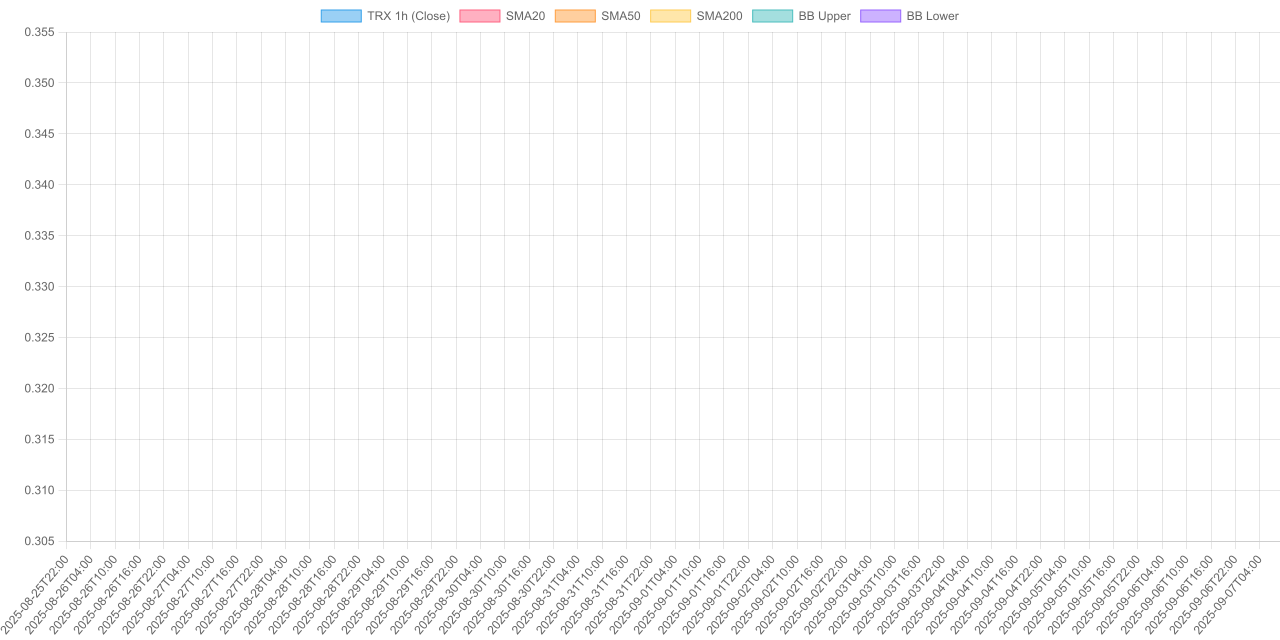 TRX 1h (Close) SMA20 SMA50 SMA200 BB Upper BB Lower
0.355
0.350
0.345
0.340
0.335
0.330
0.325
0.320
0.315
0.310
0.305
2025-08-25T22:00
2025-08-26T04:00
2025-08-26T10:00
2025-08-26T16:00
2025-08-26T22:00
2025-08-27T04:00
2025-08-27T10:00
2025-08-27T16:00
2025-08-27T22:00
2025-08-28T04:00
2025-08-28T10:00
2025-08-28T16:00
2025-08-28T22:00
2025-08-29T04:00
2025-08-29T10:00
2025-08-29T16:00
2025-08-29T22:00
2025-08-30T04:00
2025-08-30T10:00
2025-08-30T16:00
2025-08-30T22:00
2025-08-31T04:00
2025-08-31T10:00
2025-08-31T16:00
2025-08-31T22:00
2025-09-01T04:00
2025-09-01T10:00
2025-09-01T16:00
2025-09-01T22:00
2025-09-02T04:00
2025-09-02T10:00
2025-09-02T16:00
2025-09-02T22:00
2025-09-03T04:00
2025-09-03T10:00
2025-09-03T16:00
2025-09-03T22:00
2025-09-04T04:00
2025-09-04T10:00
2025-09-04T16:00
2025-09-04T22:00
2025-09-05T04:00
2025-09-05T10:00
2025-09-05T16:00
2025-09-05T22:00
2025-09-06T04:00
2025-09-06T10:00
2025-09-06T16:00
2025-09-06T22:00
2025-09-07T04:00